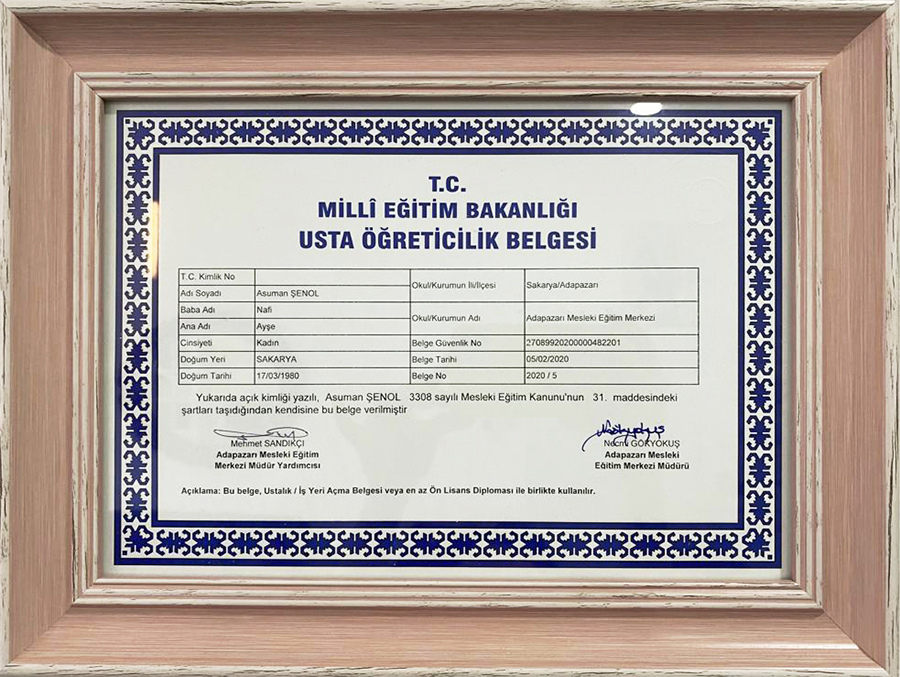 T.C.
MİLLÎ EĞİTİM BAKANLIĞI
USTA ÖĞRETİCİLİK BELGESİ
T.C. Kimlik No
Adı Soyadı Asuman ŞENOL
Okul/Kurumun İli/İlçesi Sakarya/Adapazarı
Baba Adı Nafi
Ana Adı Ayşe
Okul/Kurumun Adı Adapazarı Mesleki Eğitim Merkezi
Cinsiyeti Kadın Belge Güvenlik No 27089920200000482201
Doğum Yeri SAKARYA Belge Tarihi 05/02/2020
Doğum Tarihi 17/03/1980 Belge No 2020 / 5
Yukarıda açık kimliği yazılı, Asuman ŞENOL 3308 sayılı Mesleki Eğitim Kanunu'nun 31. maddesindeki
şartları taşıdığından kendisine bu belge verilmiştir
Mehmet SANDIKÇI
Adapazarı Mesleki Eğitim
Merkezi Müdür Yardımcısı
Necmi GÖKYOKUŞ
Adapazarı Mesleki
Eğitim Merkezi Müdürü
Açıklama: Bu belge, Ustalık / İş Yeri Açma Belgesi veya en az Ön Lisans Diploması ile birlikte kullanılır.